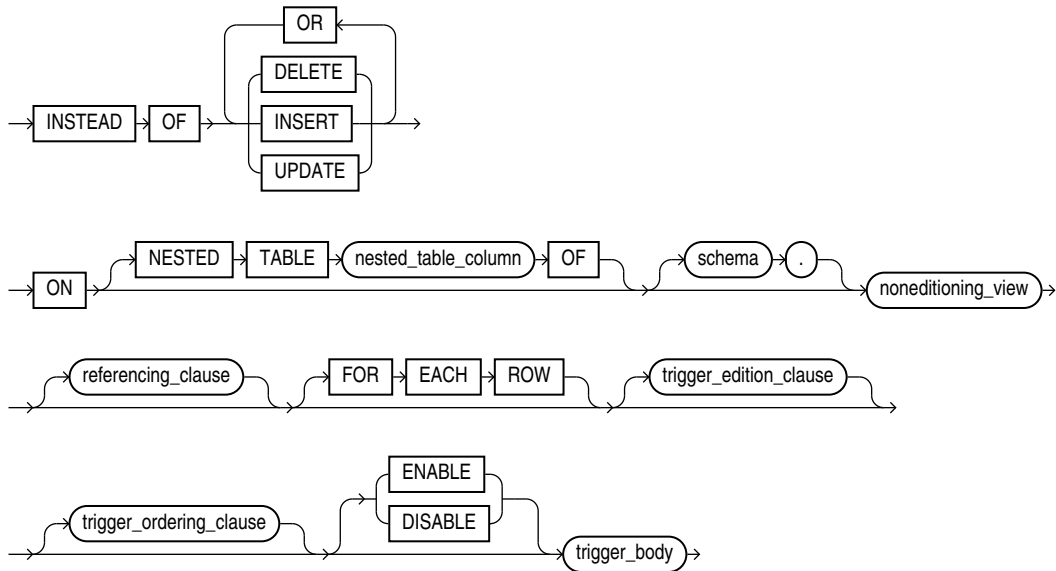 OR
DELETE
INSTEAD OF INSERT
UPDATE
NESTED TABLE nested_table_column OF schema .
ON noneditioning_view
referencing_clause FOR EACH ROW trigger_edition_clause
ENABLE
trigger_ordering_clause DISABLE
trigger_body